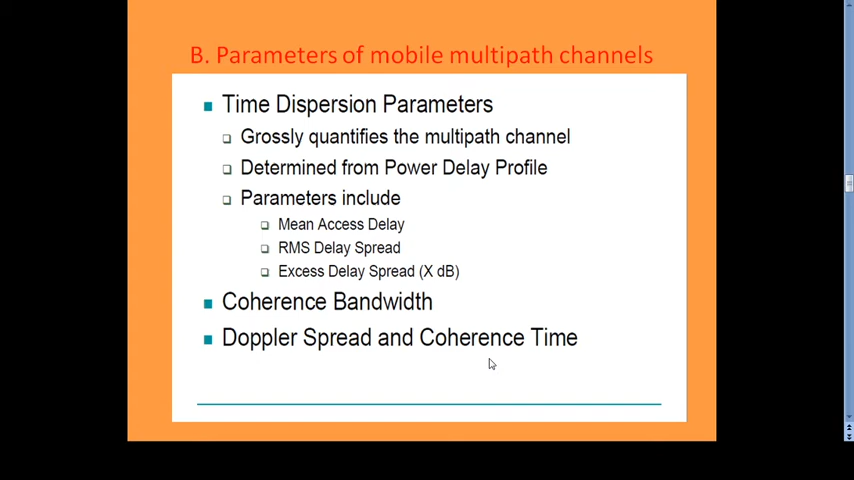 B. Parameters of mobile multipath channels
Time Dispersion Parameters
Grossly quantifies the multipath channel
Determined from Power Delay Profile
Parameters include
Mean Access Delay
RMS Delay Spread
Excess Delay Spread (X dB)
Coherence Bandwidth
Doppler Spread and Coherence Time